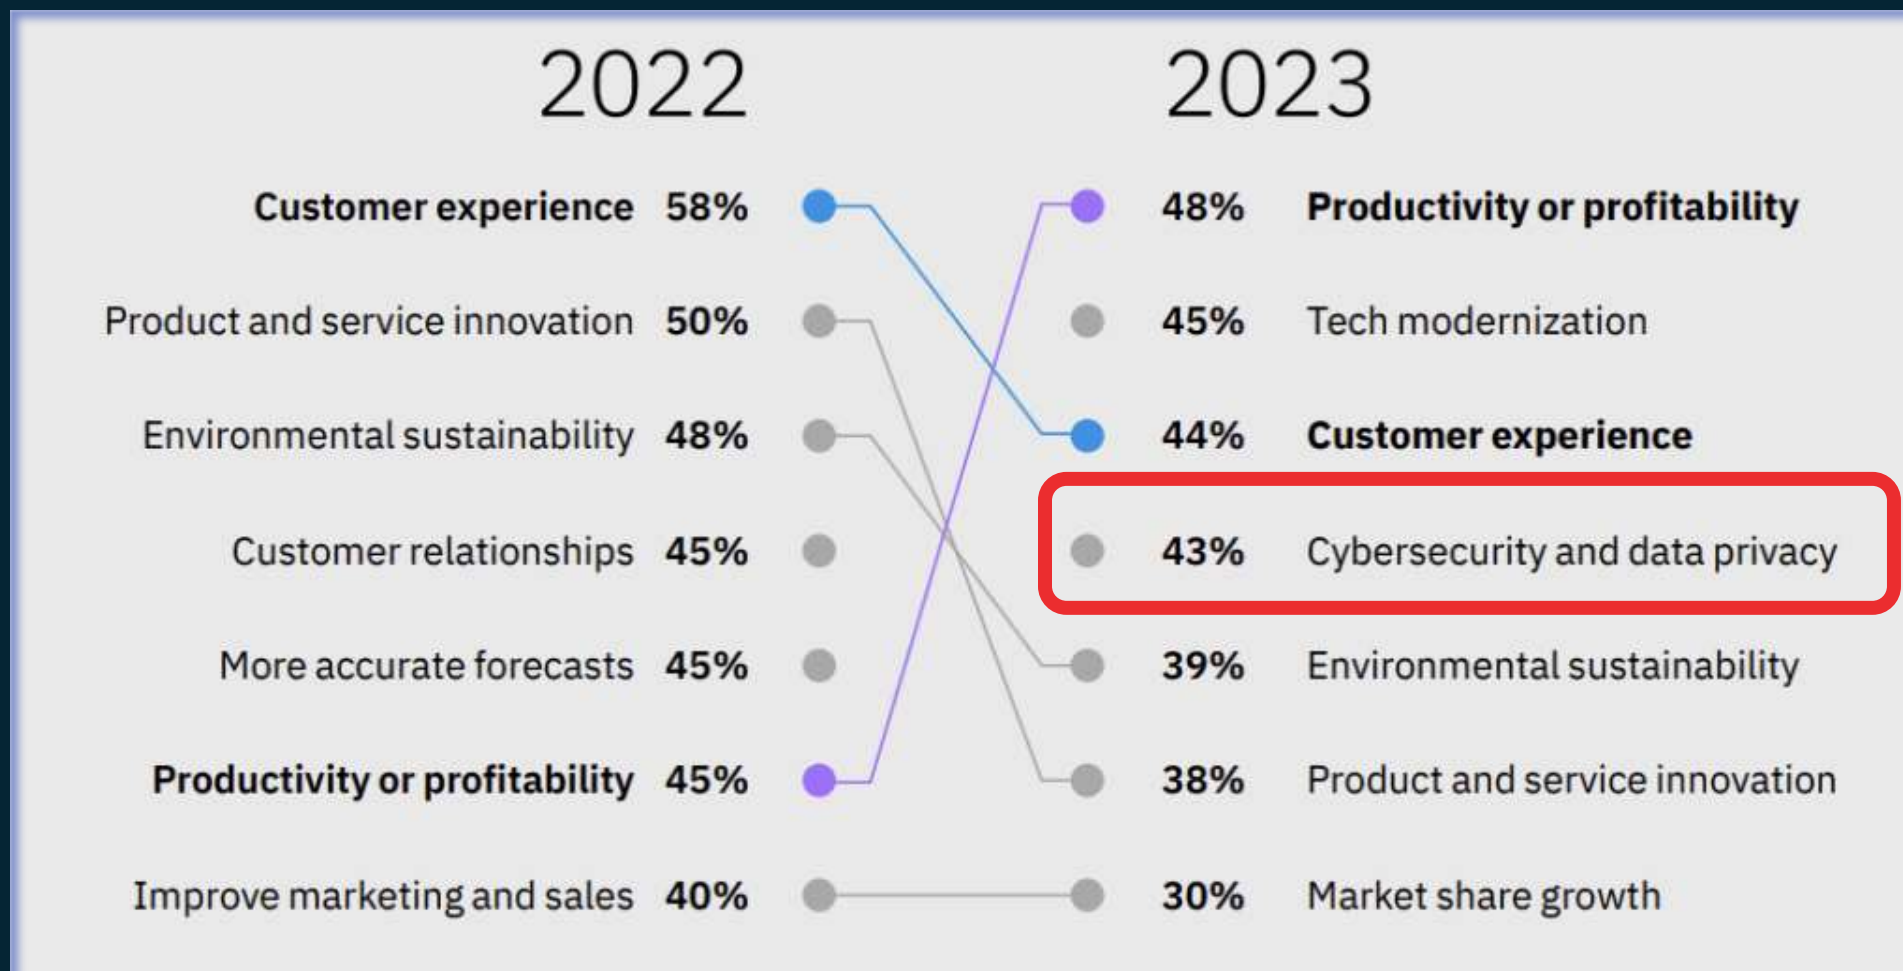 2022 2023
Customer experience 58% 48% Productivity or profitability
Product and service innovation 50% 45% Tech modernization
Environmental sustainability 48% 44% Customer experience
Customer relationships 45% 43% Cybersecurity and data privacy
More accurate forecasts 45% 39% Environmental sustainability
Productivity or profitability 45% 38% Product and service innovation
Improve marketing and sales 40% 30% Market share growth